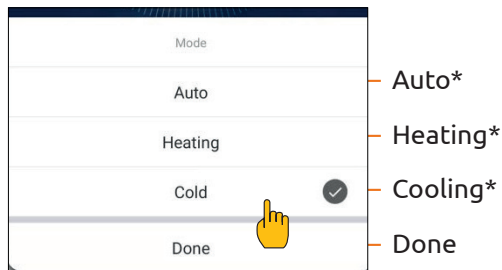 Mode
Auto
Auto*
Heating
Heating*
Cold
Cooling*
Done
Done